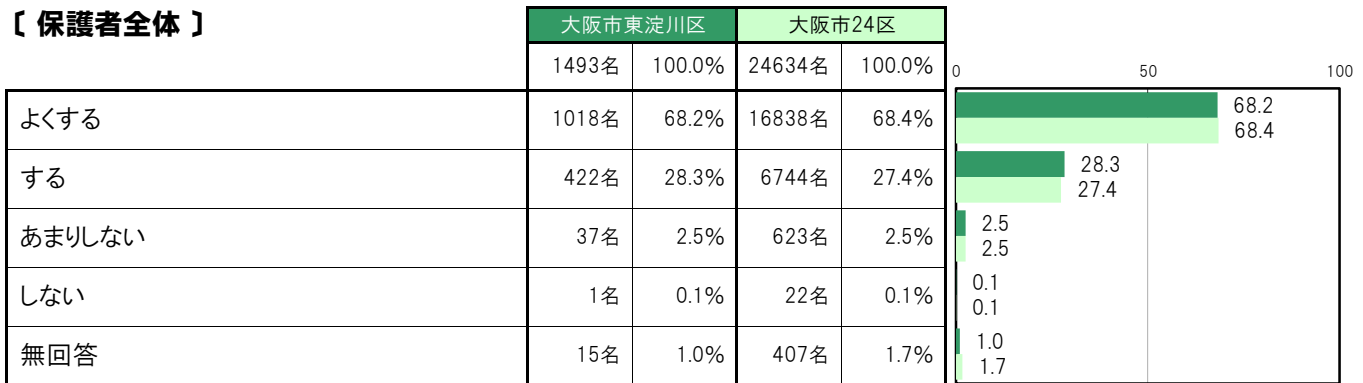 〔 保護者全体 〕
大阪市東淀川区 大阪市24区
1493名 100.0% 24634名 100.0%
0 50 100
よくする 1018名 68.2% 16838名 68.4%
68.2
68.4
する 422名 28.3% 6744名 27.4%
28.3
27.4
あまりしない 37名 2.5% 623名 2.5%
2.5
2.5
しない 1名 0.1% 22名 0.1%
0.1
0.1
無回答 15名 1.0% 407名 1.7%
1.0
1.7